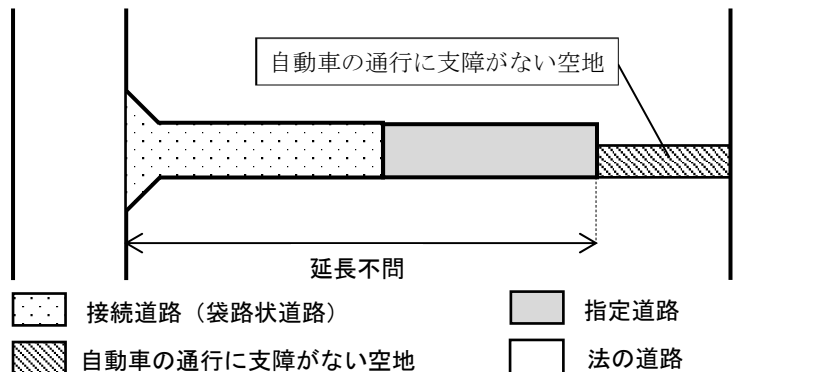 自動車の通行に支障がない空地
延長不問
接続道路（袋路状道路）
指定道路
自動車の通行に支障がない空地
法の道路